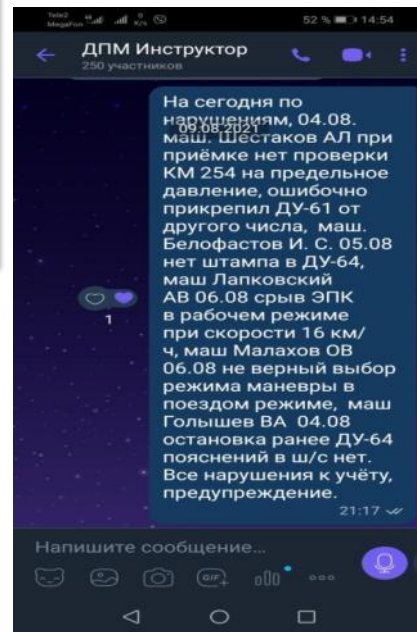 Tele2
MegaFon
4G
0
К/с
52 % 14:54
ДПМ Инструктор
250 участников
На сегодня по
нарушениям, 04.08.
09.08.2021
маш. Шестаков АЛ при
приёмке нет проверки
КМ 254 на предельное
давление, ошибочно
прикрепил ДУ-61 от
другого числа, маш.
Белофастов И. С. 05.08
нет штампа в ДУ-64,
маш Лапковский
АВ 06.08 срыв ЭПК
в рабочем режиме
при скорости 16 км/
ч, маш Малахов ОВ
06.08 не верный выбор
режима маневры в
поездом режиме, маш
Голышев ВА 04.08
остановка ранее ДУ-64
пояснений в ш/с нет.
Все нарушения к учёту,
предупреждение.
21:17
1
Напишите сообщение...
GIF